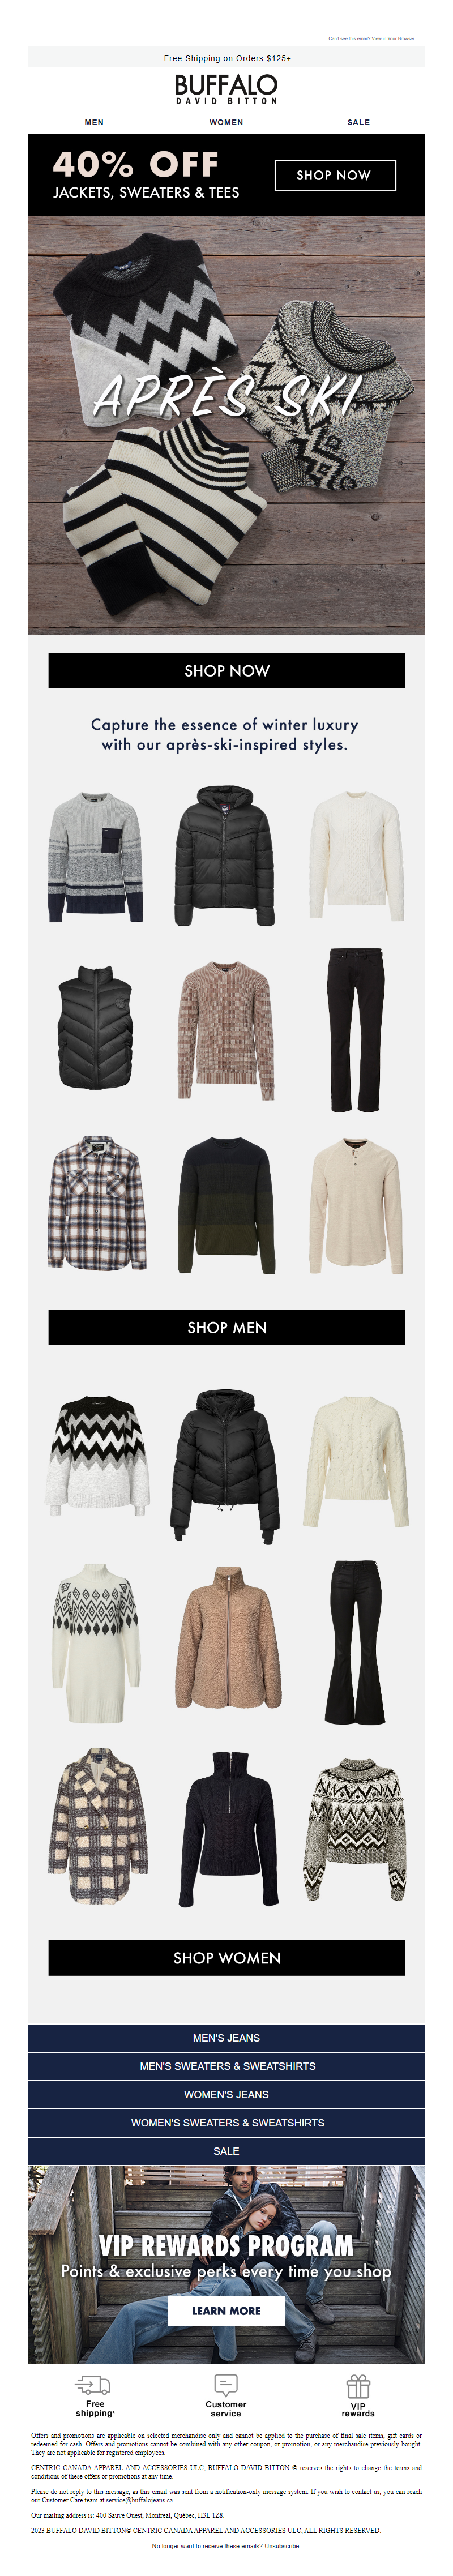 Can't see this email? View in Your Browser
Free Shipping on Orders $125+
BUFFALO
DAVID BITTON
MEN WOMEN SALE
40% OFF
JACKETS, SWEATERS & TEES
SHOP NOW
APRÈS SKI
SHOP NOW
Capture the essence of winter luxury
with our après-ski-inspired styles.
SHOP MEN
SHOP WOMEN
MEN'S JEANS
MEN'S SWEATERS & SWEATSHIRTS
WOMEN'S JEANS
WOMEN'S SWEATERS & SWEATSHIRTS
SALE
VIP REWARDS PROGRAM
Points & exclusive perks every time you shop
LEARN MORE
Free
shipping*
Customer
service
VIP
rewards
Offers and promotions are applicable on selected merchandise only and cannot be applied to the purchase of final sale items, gift cards or
redeemed for cash. Offers and promotions cannot be combined with any other coupon, or promotion, or any merchandise previously bought.
They are not applicable for registered employees.
CENTRIC CANADA APPAREL AND ACCESSORIES ULC, BUFFALO DAVID BITTON © reserves the rights to change the terms and
conditions of these offers or promotions at any time.
Please do not reply to this message, as this email was sent from a notification-only message system. If you wish to contact us, you can reach
our Customer Care team at service@buffalojeans.ca.
Our mailing address is: 400 Sauvé Ouest, Montreal, Québec, H3L 1Z8.
2023 BUFFALO DAVID BITTON© CENTRIC CANADA APPAREL AND ACCESSORIES ULC, ALL RIGHTS RESERVED.
No longer want to receive these emails? Unsubscribe.